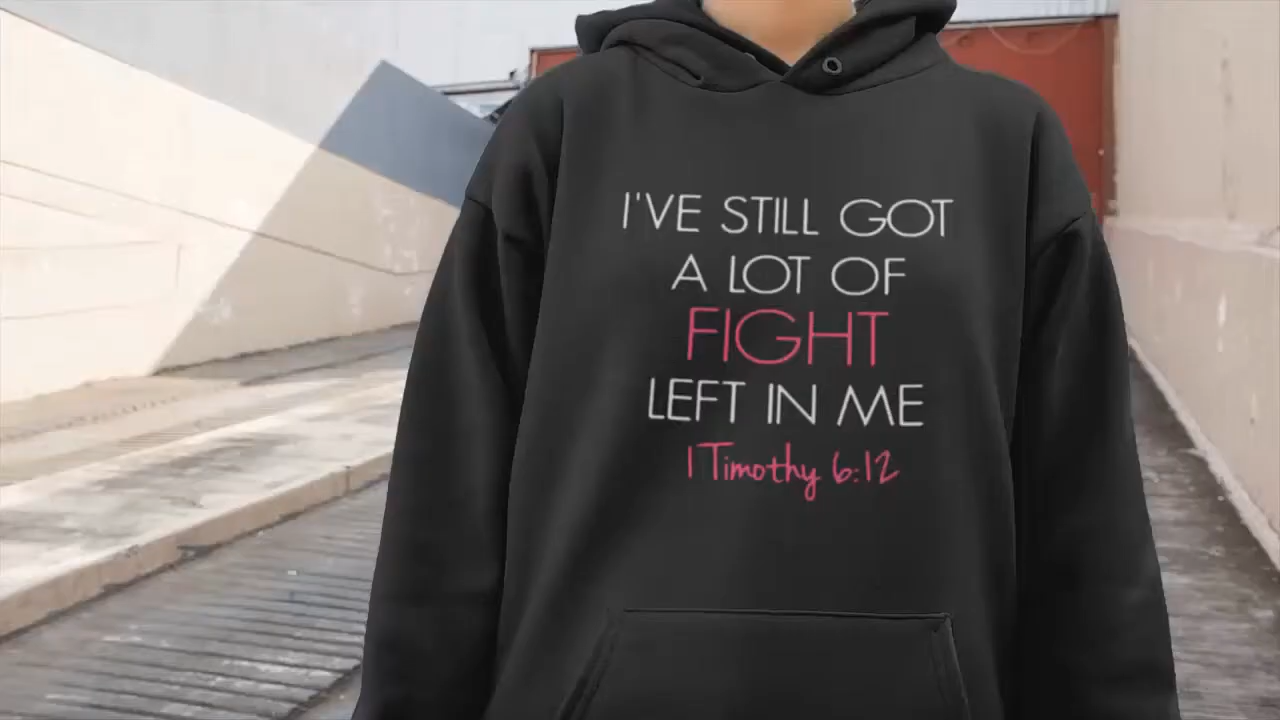 I'VE STILL GOT
A LOT OF
FIGHT
LEFT IN ME
1 Timothy 6:12